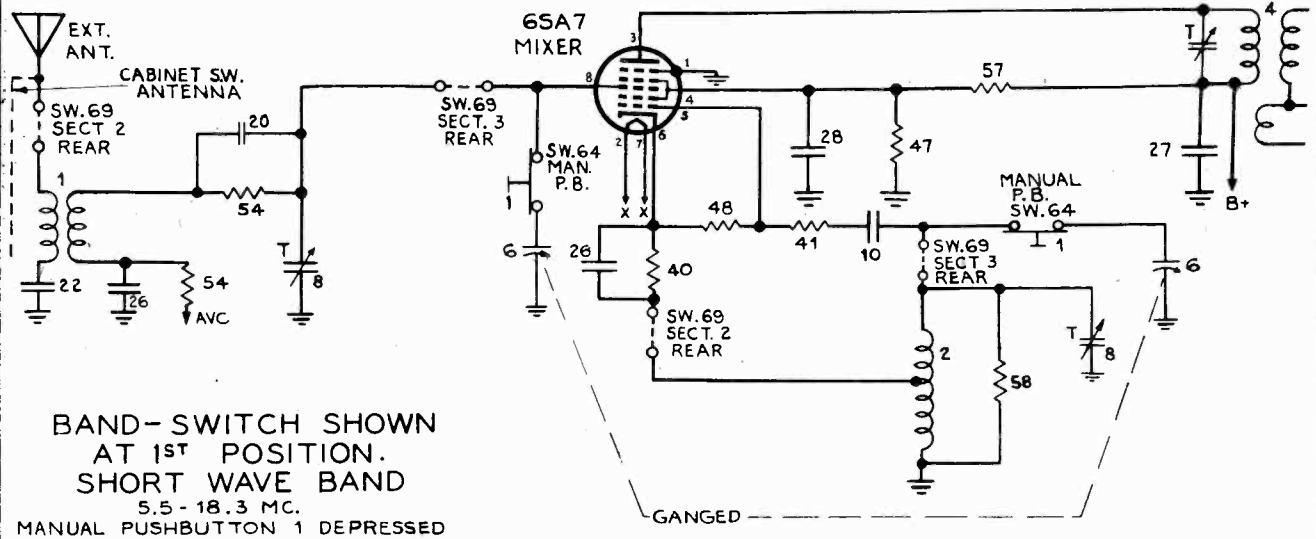 EXT.
ANT.
CABINET S.W.
ANTENNA
SW.69
SECT 2
REAR
1
20
54
22
26
54
AVC
T
8
SW.69
SECT. 3
REAR
6SA7
MIXER
3
8
1
4
5
2
7
6
SW.64
MAN.
P.B.
1
6
X
X
28
47
57
T
4
27
B+
26
40
48
41
10
MANUAL
P.B.
SW.64
1
6
SW.69
SECT 3
REAR
SW.69
SECT. 2
REAR
2
58
T
8
GANGED
BAND-SWITCH SHOWN
AT 1ST POSITION.
SHORT WAVE BAND
5.5-18.3 MC.
MANUAL PUSHBUTTON 1 DEPRESSED